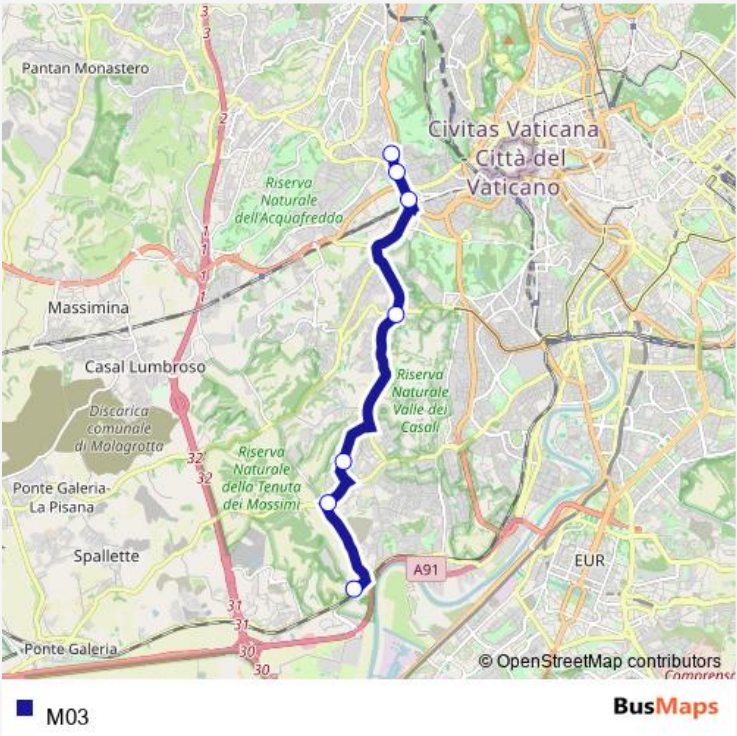 3
3
Pantan Monastero
2
Civitas Vaticana
Città del
Vaticano
Riserva
Naturale
dell'Acquafredda
1
1
1
1
Massimina
Casal Lumbroso
Riserva
Naturale
Valle dei
Casali
Discarica
comunale
di Malagrotta
32
32
Riserva
Naturale
della Tenuta
dei Massimi
Ponte Galeria-
La Pisana
Spallette
A91
EUR
31
31
30
30
Ponte Galeria
© OpenStreetMap contributors
Comprenso
M03
BusMaps